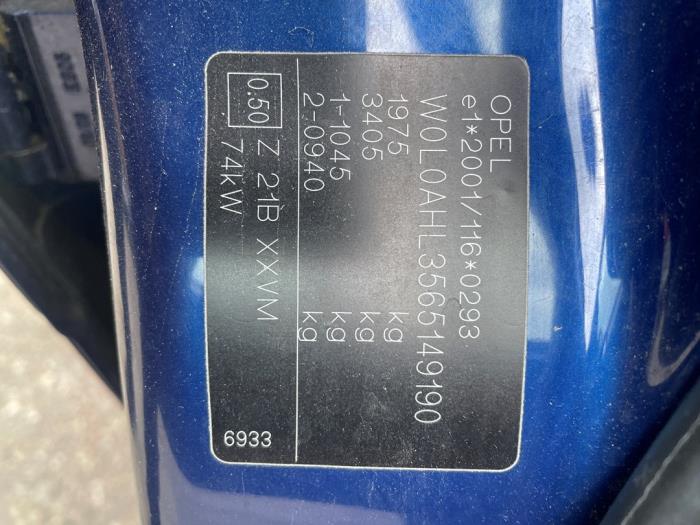 OPEL
e1*2001/116*0293
W0L0AHL3565149190
1975 kg
3405 kg
1-1045 kg
2-0940 kg
0.50 Z 21B XXVM
74kW
6933